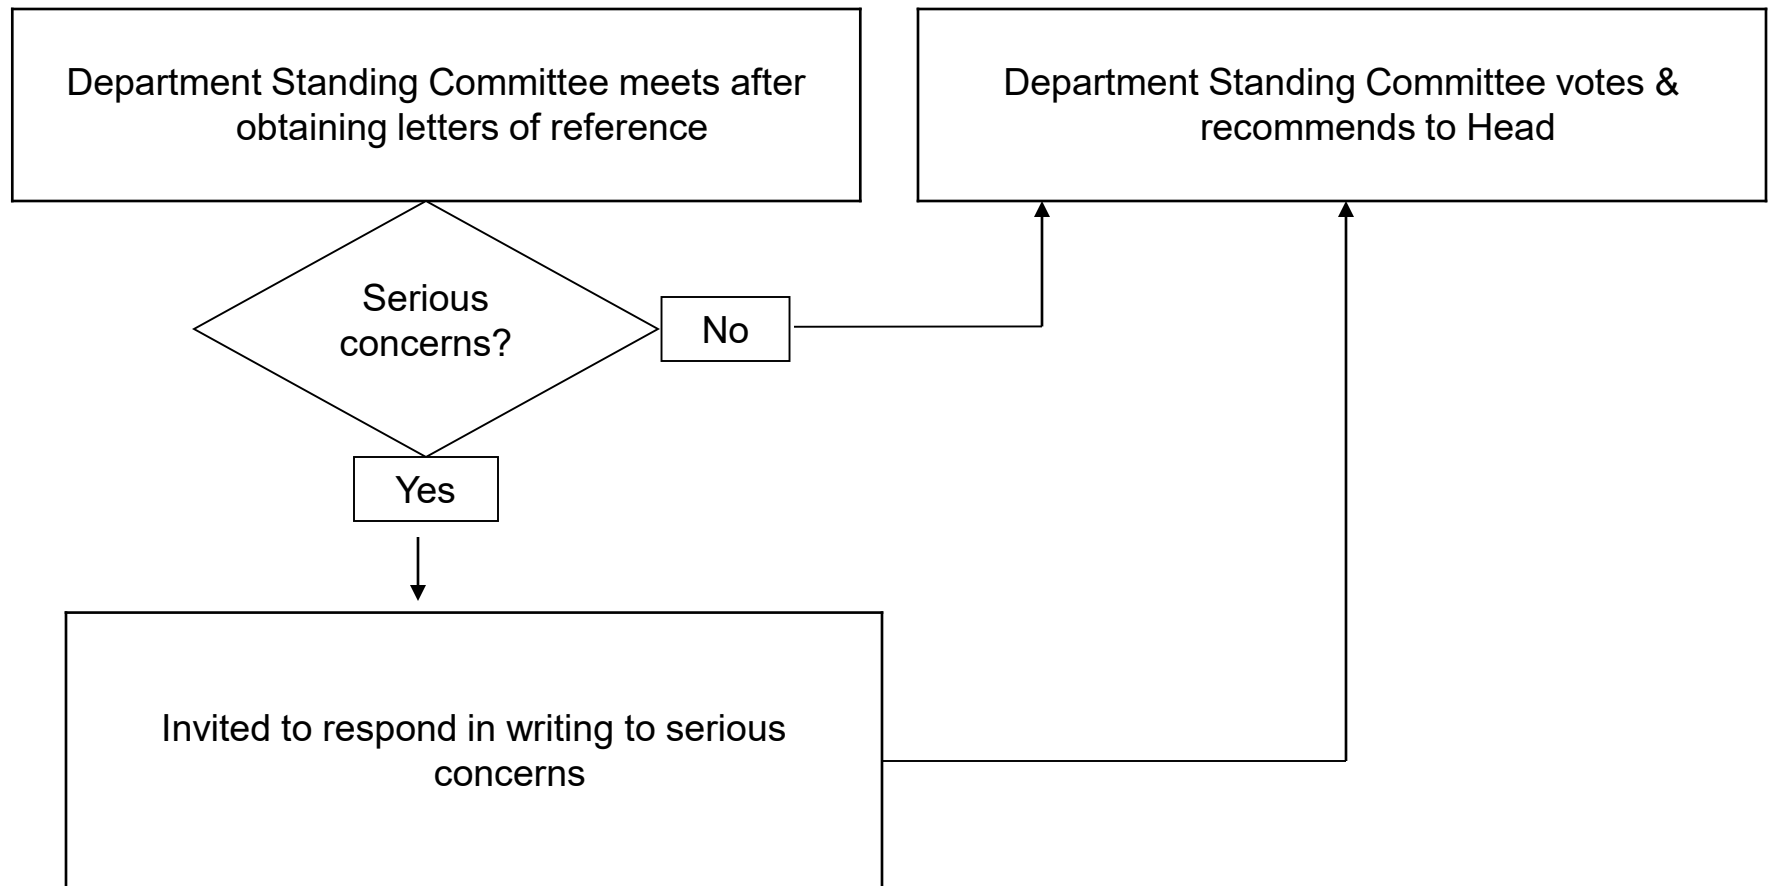 Department Standing Committee meets after
obtaining letters of reference
Department Standing Committee votes &
recommends to Head
Serious
concerns?
No
Yes
Invited to respond in writing to serious
concerns